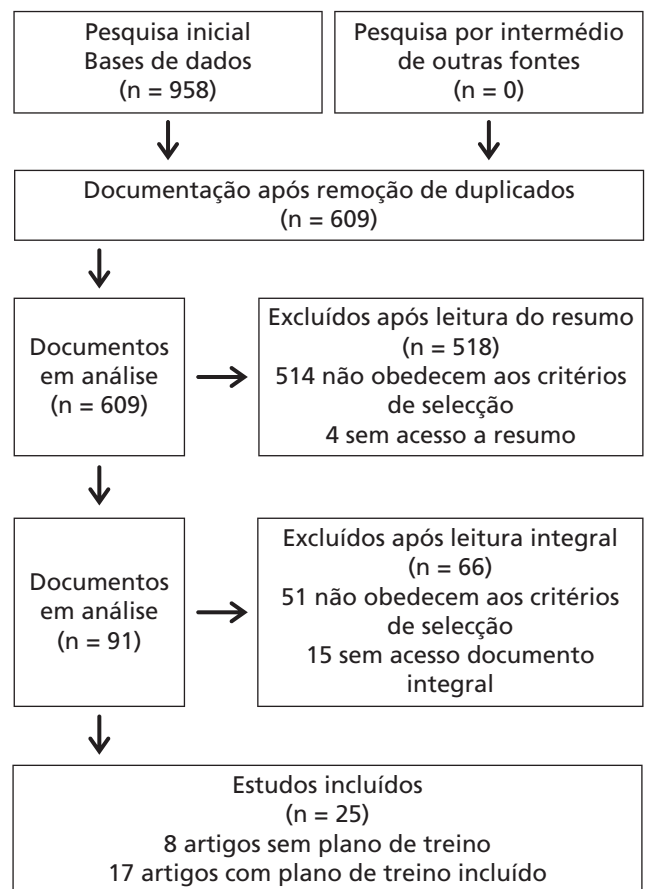 Pesquisa inicial
Bases de dados
(n = 958)
Pesquisa por intermédio
de outras fontes
(n = 0)
Documentação após remoção de duplicados
(n = 609)
Documentos
em análise
(n = 609)
Excluídos após leitura do resumo
(n = 518)
514 não obedecem aos critérios
de selecção
4 sem acesso a resumo
Documentos
em análise
(n = 91)
Excluídos após leitura integral
(n = 66)
51 não obedecem aos critérios
de selecção
15 sem acesso documento
integral
Estudos incluídos
(n = 25)
8 artigos sem plano de treino
17 artigos com plano de treino incluído